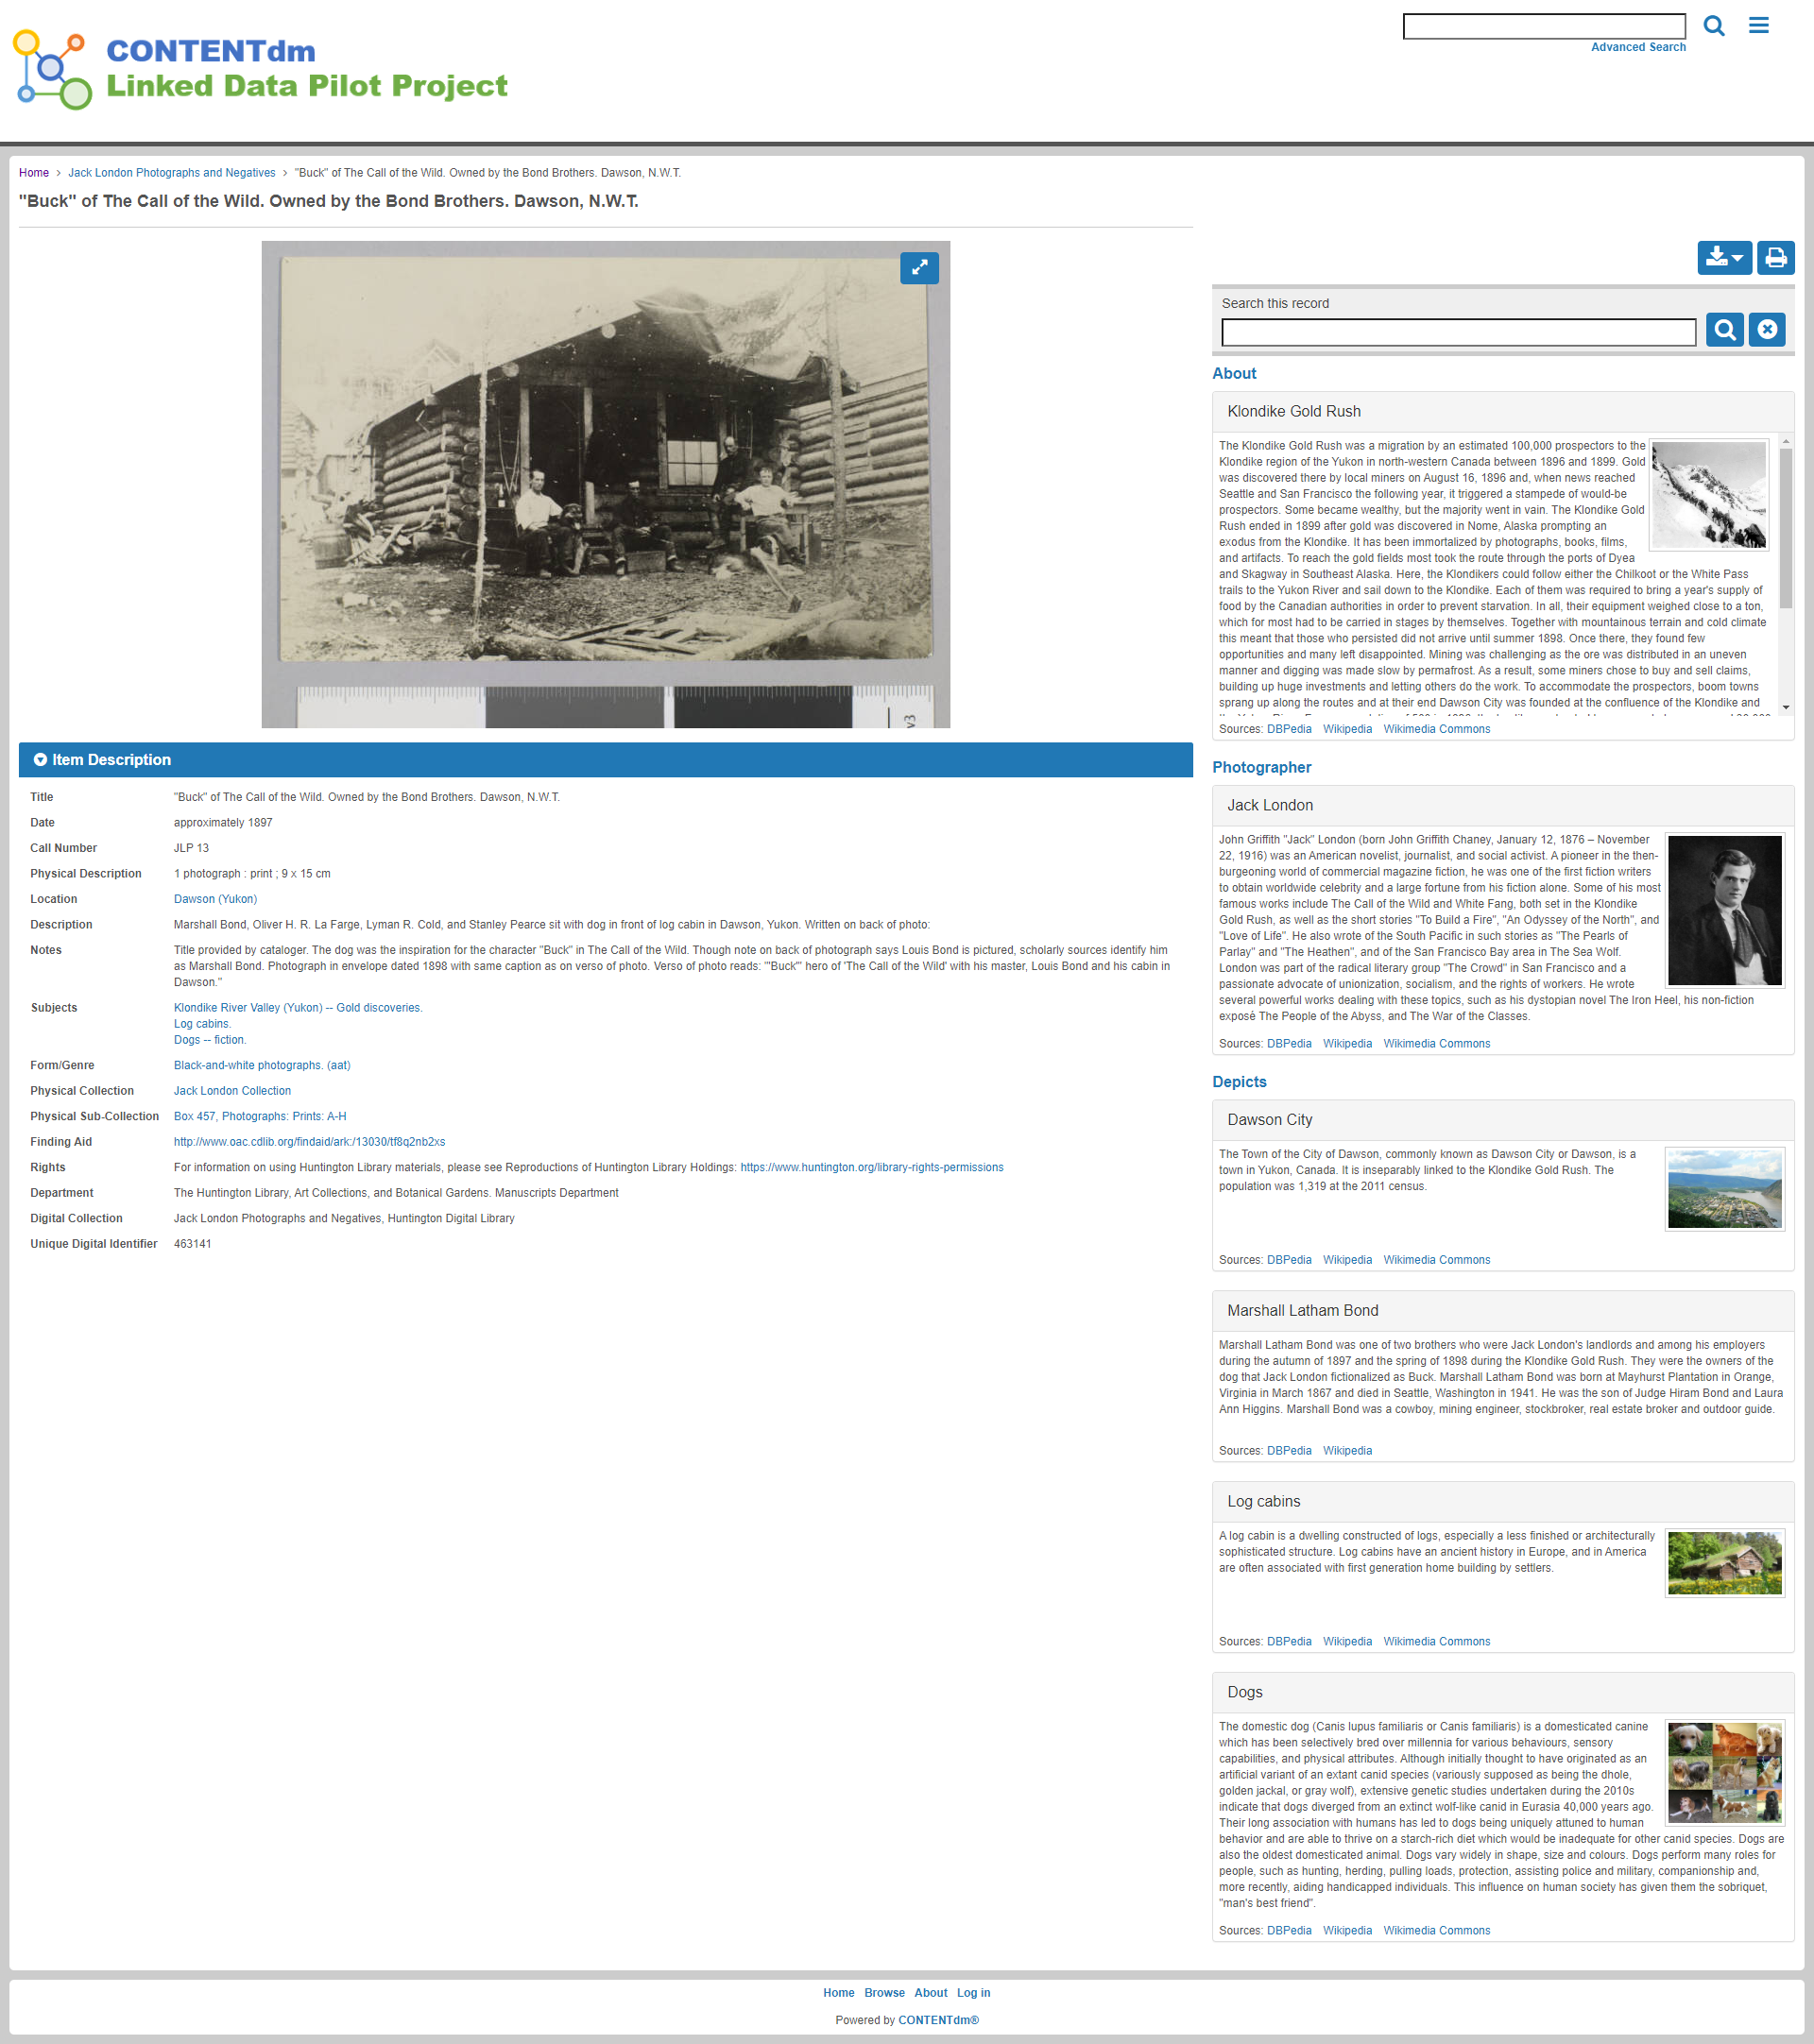 CONTENTdm
Linked Data Pilot Project
Advanced Search
Home › Jack London Photographs and Negatives › "Buck" of The Call of the Wild. Owned by the Bond Brothers. Dawson, N.W.T.
"Buck" of The Call of the Wild. Owned by the Bond Brothers. Dawson, N.W.T.
v3
Item Description
Title "Buck" of The Call of the Wild. Owned by the Bond Brothers. Dawson, N.W.T.
Date approximately 1897
Call Number JLP 13
Physical Description 1 photograph : print ; 9 x 15 cm
Location Dawson (Yukon)
Description Marshall Bond, Oliver H. R. La Farge, Lyman R. Cold, and Stanley Pearce sit with dog in front of log cabin in Dawson, Yukon. Written on back of photo:
Notes Title provided by cataloger. The dog was the inspiration for the character "Buck" in The Call of the Wild. Though note on back of photograph says Louis Bond is pictured, scholarly sources identify him
as Marshall Bond. Photograph in envelope dated 1898 with same caption as on verso of photo. Verso of photo reads: "'Buck'" hero of 'The Call of the Wild' with his master, Louis Bond and his cabin in
Dawson."
Subjects Klondike River Valley (Yukon) -- Gold discoveries.
Log cabins.
Dogs -- fiction.
Form/Genre Black-and-white photographs. (aat)
Physical Collection Jack London Collection
Physical Sub-Collection Box 457, Photographs: Prints: A-H
Finding Aid http://www.oac.cdlib.org/findaid/ark:/13030/tf8q2nb2xs
Rights For information on using Huntington Library materials, please see Reproductions of Huntington Library Holdings: https://www.huntington.org/library-rights-permissions
Department The Huntington Library, Art Collections, and Botanical Gardens. Manuscripts Department
Digital Collection Jack London Photographs and Negatives, Huntington Digital Library
Unique Digital Identifier 463141
Search this record
About
Klondike Gold Rush
The Klondike Gold Rush was a migration by an estimated 100,000 prospectors to the
Klondike region of the Yukon in north-western Canada between 1896 and 1899. Gold
was discovered there by local miners on August 16, 1896 and, when news reached
Seattle and San Francisco the following year, it triggered a stampede of would-be
prospectors. Some became wealthy, but the majority went in vain. The Klondike Gold
Rush ended in 1899 after gold was discovered in Nome, Alaska prompting an
exodus from the Klondike. It has been immortalized by photographs, books, films,
and artifacts. To reach the gold fields most took the route through the ports of Dyea
and Skagway in Southeast Alaska. Here, the Klondikers could follow either the Chilkoot or the White Pass
trails to the Yukon River and sail down to the Klondike. Each of them was required to bring a year's supply of
food by the Canadian authorities in order to prevent starvation. In all, their equipment weighed close to a ton,
which for most had to be carried in stages by themselves. Together with mountainous terrain and cold climate
this meant that those who persisted did not arrive until summer 1898. Once there, they found few
opportunities and many left disappointed. Mining was challenging as the ore was distributed in an uneven
manner and digging was made slow by permafrost. As a result, some miners chose to buy and sell claims,
building up huge investments and letting others do the work. To accommodate the prospectors, boom towns
sprang up along the routes and at their end Dawson City was founded at the confluence of the Klondike and
Sources: DBPedia Wikipedia Wikimedia Commons
Photographer
Jack London
John Griffith "Jack" London (born John Griffith Chaney, January 12, 1876 – November
22, 1916) was an American novelist, journalist, and social activist. A pioneer in the then-
burgeoning world of commercial magazine fiction, he was one of the first fiction writers
to obtain worldwide celebrity and a large fortune from his fiction alone. Some of his most
famous works include The Call of the Wild and White Fang, both set in the Klondike
Gold Rush, as well as the short stories "To Build a Fire", "An Odyssey of the North", and
"Love of Life". He also wrote of the South Pacific in such stories as "The Pearls of
Parlay" and "The Heathen", and of the San Francisco Bay area in The Sea Wolf.
London was part of the radical literary group "The Crowd" in San Francisco and a
passionate advocate of unionization, socialism, and the rights of workers. He wrote
several powerful works dealing with these topics, such as his dystopian novel The Iron Heel, his non-fiction
exposé The People of the Abyss, and The War of the Classes.
Sources: DBPedia Wikipedia Wikimedia Commons
Depicts
Dawson City
The Town of the City of Dawson, commonly known as Dawson City or Dawson, is a
town in Yukon, Canada. It is inseparably linked to the Klondike Gold Rush. The
population was 1,319 at the 2011 census.
Sources: DBPedia Wikipedia Wikimedia Commons
Marshall Latham Bond
Marshall Latham Bond was one of two brothers who were Jack London's landlords and among his employers
during the autumn of 1897 and the spring of 1898 during the Klondike Gold Rush. They were the owners of the
dog that Jack London fictionalized as Buck. Marshall Latham Bond was born at Mayhurst Plantation in Orange,
Virginia in March 1867 and died in Seattle, Washington in 1941. He was the son of Judge Hiram Bond and Laura
Ann Higgins. Marshall Bond was a cowboy, mining engineer, stockbroker, real estate broker and outdoor guide.
Sources: DBPedia Wikipedia
Log cabins
A log cabin is a dwelling constructed of logs, especially a less finished or architecturally
sophisticated structure. Log cabins have an ancient history in Europe, and in America
are often associated with first generation home building by settlers.
Sources: DBPedia Wikipedia Wikimedia Commons
Dogs
The domestic dog (Canis lupus familiaris or Canis familiaris) is a domesticated canine
which has been selectively bred over millennia for various behaviours, sensory
capabilities, and physical attributes. Although initially thought to have originated as an
artificial variant of an extant canid species (variously supposed as being the dhole,
golden jackal, or gray wolf), extensive genetic studies undertaken during the 2010s
indicate that dogs diverged from an extinct wolf-like canid in Eurasia 40,000 years ago.
Their long association with humans has led to dogs being uniquely attuned to human
behavior and are able to thrive on a starch-rich diet which would be inadequate for other canid species. Dogs are
also the oldest domesticated animal. Dogs vary widely in shape, size and colours. Dogs perform many roles for
people, such as hunting, herding, pulling loads, protection, assisting police and military, companionship and,
more recently, aiding handicapped individuals. This influence on human society has given them the sobriquet,
"man's best friend".
Sources: DBPedia Wikipedia Wikimedia Commons
Home Browse About Log in
Powered by CONTENTdm®